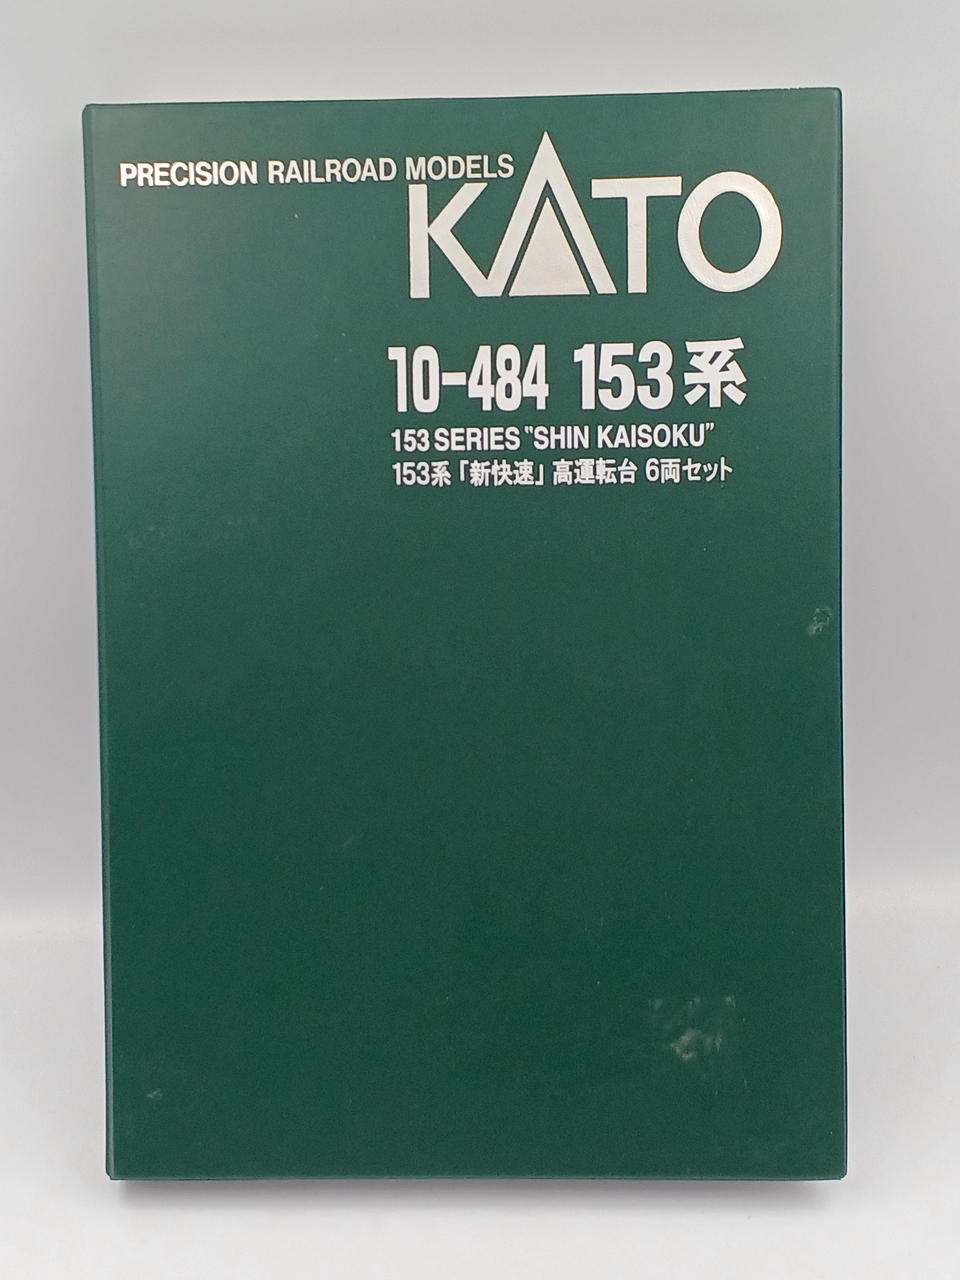 PRECISION RAILROAD MODELS
KATO
10-484 153系
153 SERIES "SHIN KAISOKU"
153系「新快速」高運転台 6両セット